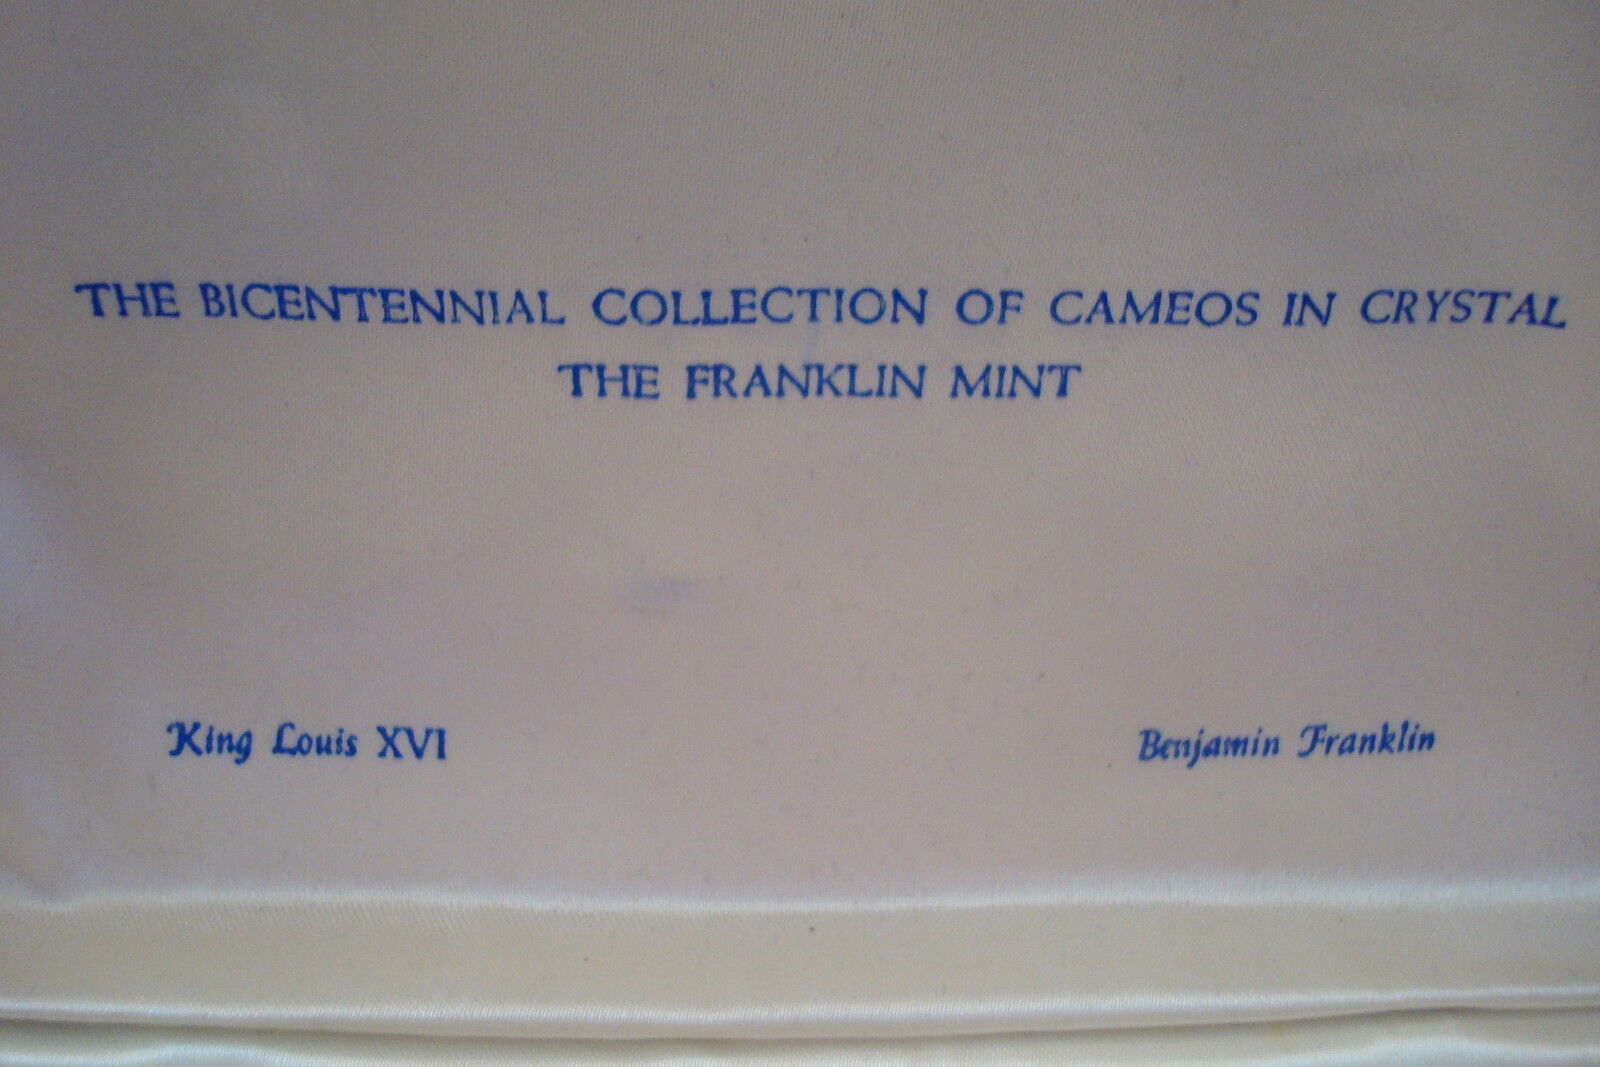 THE BICENTENNIAL COLLECTION OF CAMEOS IN CRYSTAL
THE FRANKLIN MINT
King Louis XVI
Benjamin Franklin